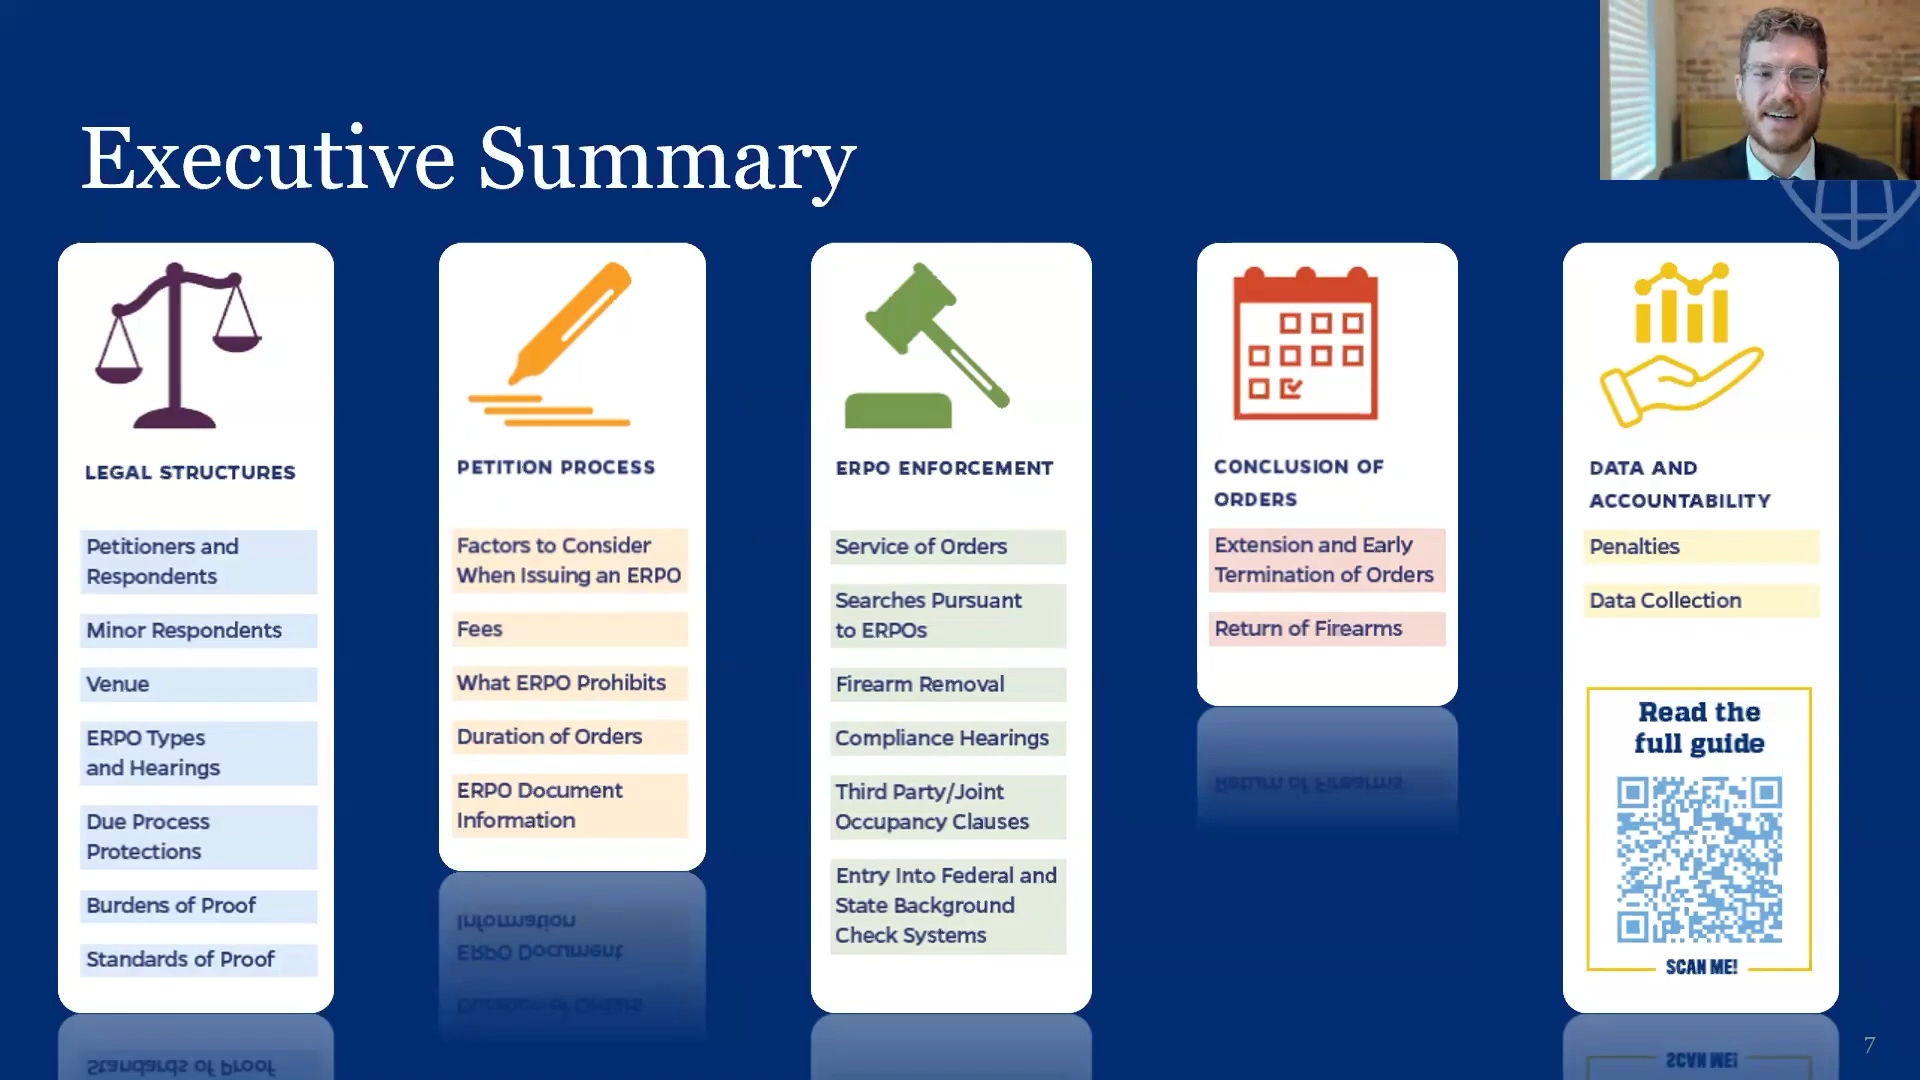 Executive Summary
LEGAL STRUCTURES
Petitioners and
Respondents
Minor Respondents
Venue
ERPO Types
and Hearings
Due Process
Protections
Burdens of Proof
Standards of Proof
PETITION PROCESS
Factors to Consider
When Issuing an ERPO
Fees
What ERPO Prohibits
Duration of Orders
ERPO Document
Information
ERPO ENFORCEMENT
Service of Orders
Searches Pursuant
to ERPOs
Firearm Removal
Compliance Hearings
Third Party/Joint
Occupancy Clauses
Entry Into Federal and
State Background
Check Systems
CONCLUSION OF
ORDERS
Extension and Early
Termination of Orders
Return of Firearms
DATA AND
ACCOUNTABILITY
Penalties
Data Collection
Read the
full guide
SCAN ME!
7